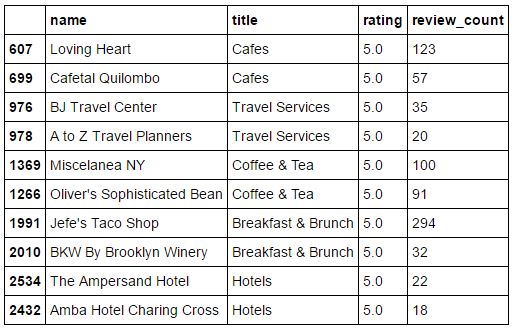 name title rating review_count
607 Loving Heart Cafes 5.0 123
699 Cafetal Quilombo Cafes 5.0 57
976 BJ Travel Center Travel Services 5.0 35
978 A to Z Travel Planners Travel Services 5.0 20
1369 Miscelanea NY Coffee & Tea 5.0 100
1266 Oliver's Sophisticated Bean Coffee & Tea 5.0 91
1991 Jefe's Taco Shop Breakfast & Brunch 5.0 294
2010 BKW By Brooklyn Winery Breakfast & Brunch 5.0 32
2534 The Ampersand Hotel Hotels 5.0 22
2432 Amba Hotel Charing Cross Hotels 5.0 18